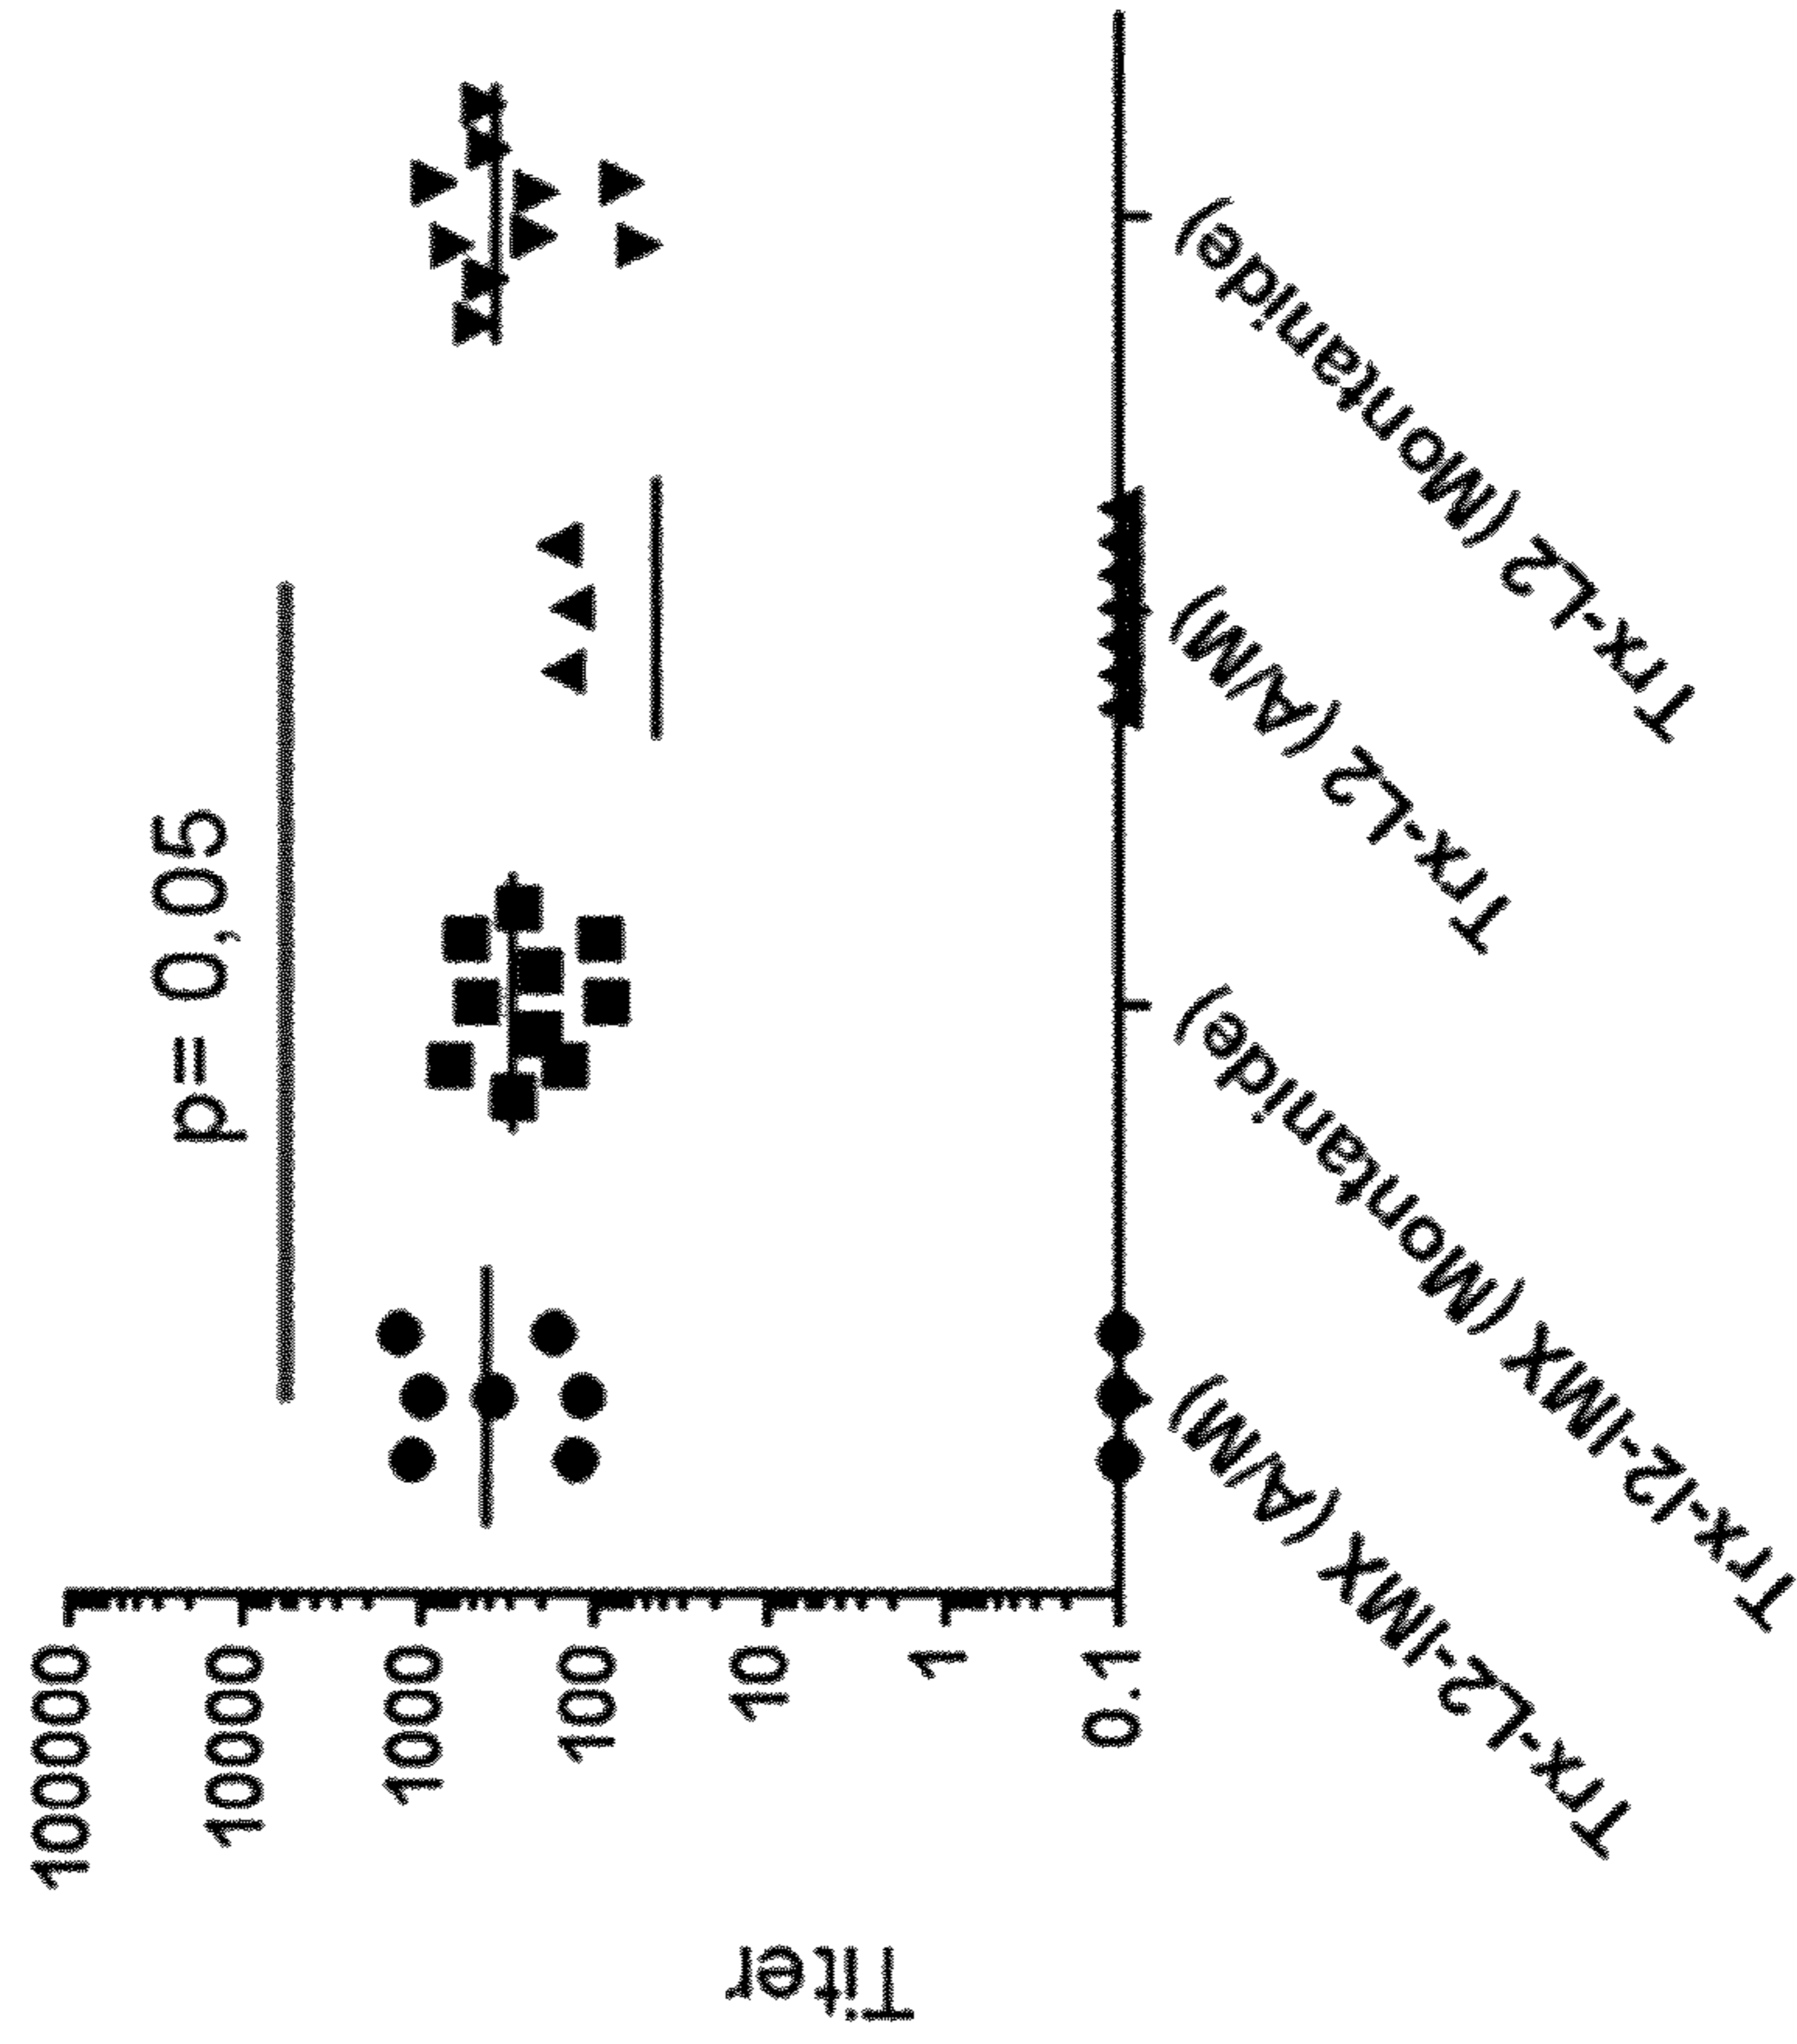 p= 0,05
Titer
100000
10000
1000
100
10
1
0.1
Trx-L2-IMX (A/M)
Trx-l2-IMX (Montanide)
Trx-L2 (A/M)
Trx-L2 (Montanide)